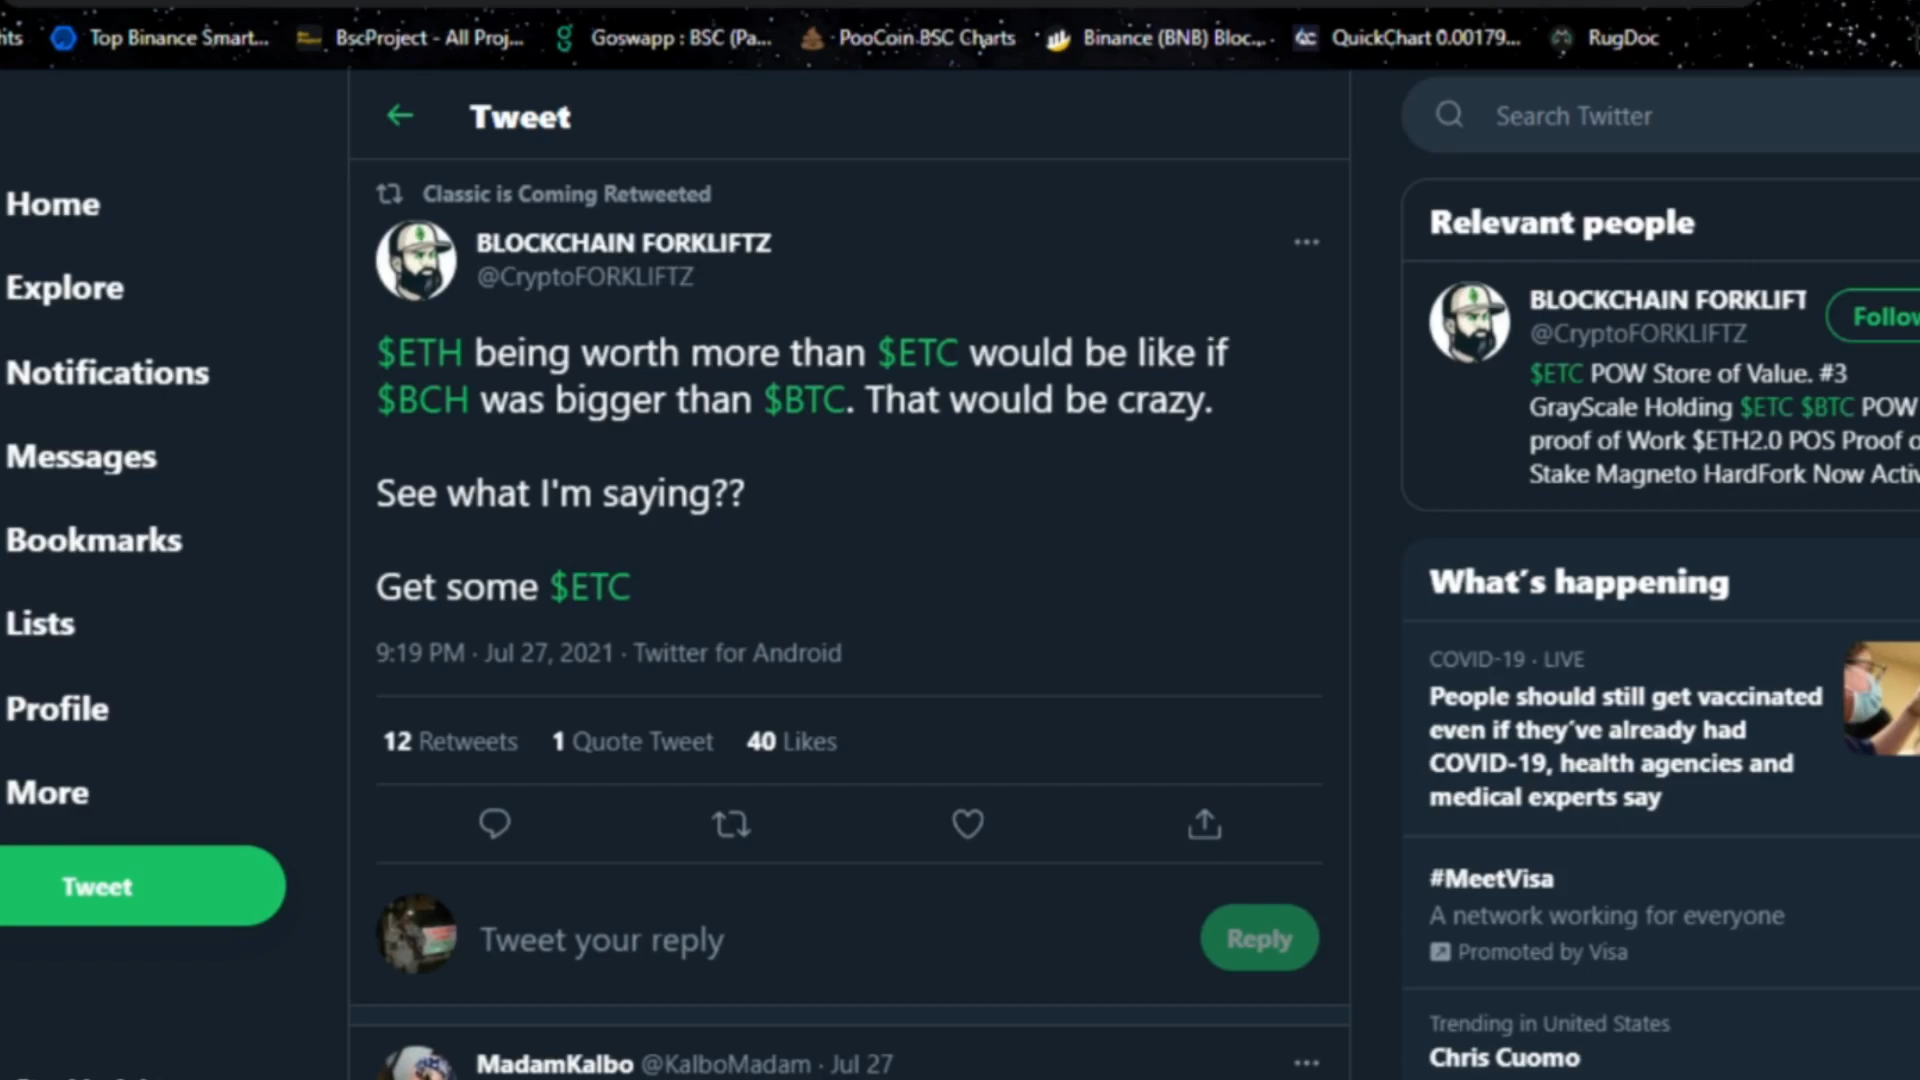 Top Binance Smart...
BscProject - All Proj...
Goswapp : BSC (Pa...
PooCoin BSC Charts
Binance (BNB) Bloc...
QuickChart 0.00179...
RugDoc
Home
Explore
Notifications
Messages
Bookmarks
Lists
Profile
More
Tweet
Tweet
Classic is Coming Retweeted
BLOCKCHAIN FORKLIFTZ
@CryptoFORKLIFTZ
$ETH being worth more than $ETC would be like if
$BCH was bigger than $BTC. That would be crazy.
See what I'm saying??
Get some $ETC
9:19 PM · Jul 27, 2021 · Twitter for Android
12 Retweets 1 Quote Tweet 40 Likes
Tweet your reply
Reply
MadamKalbo @KalboMadam · Jul 27
Search Twitter
Relevant people
BLOCKCHAIN FORKLIFT
@CryptoFORKLIFTZ
Follow
$ETC POW Store of Value. #3
GrayScale Holding $ETC $BTC POW
proof of Work $ETH2.0 POS Proof o
Stake Magneto HardFork Now Activ
What´s happening
COVID-19 · LIVE
People should still get vaccinated
even if they´ve already had
COVID-19, health agencies and
medical experts say
#MeetVisa
A network working for everyone
Promoted by Visa
Trending in United States
Chris Cuomo